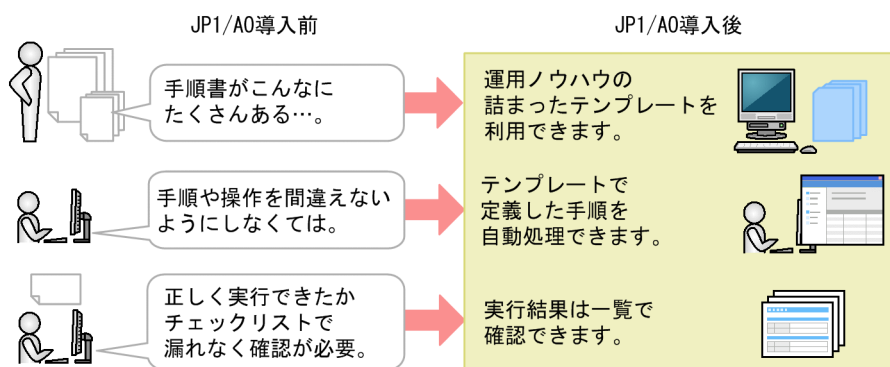 JP1/AO導入前
JP1/AO導入後
手順書がこんなに
たくさんある…。
運用ノウハウの
詰まったテンプレートを
利用できます。
手順や操作を間違えない
ようにしなくては。
テンプレートで
定義した手順を
自動処理できます。
正しく実行できたか
チェックリストで
漏れなく確認が必要。
実行結果は一覧で
確認できます。